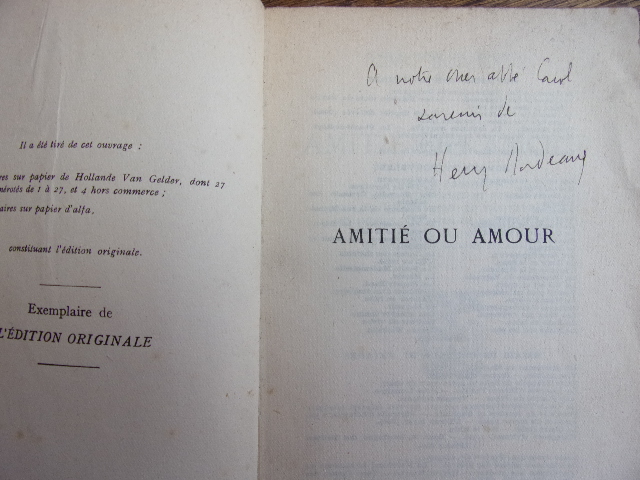 Il a été tiré de cet ouvrage :
res sur papier de Hollande Van Gelder, dont 27
mérotés de 1 à 27, et 4 hors commerce ;
aires sur papier d'alfa,
constituant l'édition originale.
Exemplaire de
L'ÉDITION ORIGINALE
A notre cher abbé Carol
souvenir de
Henry Bordeaux
AMITIÉ OU AMOUR